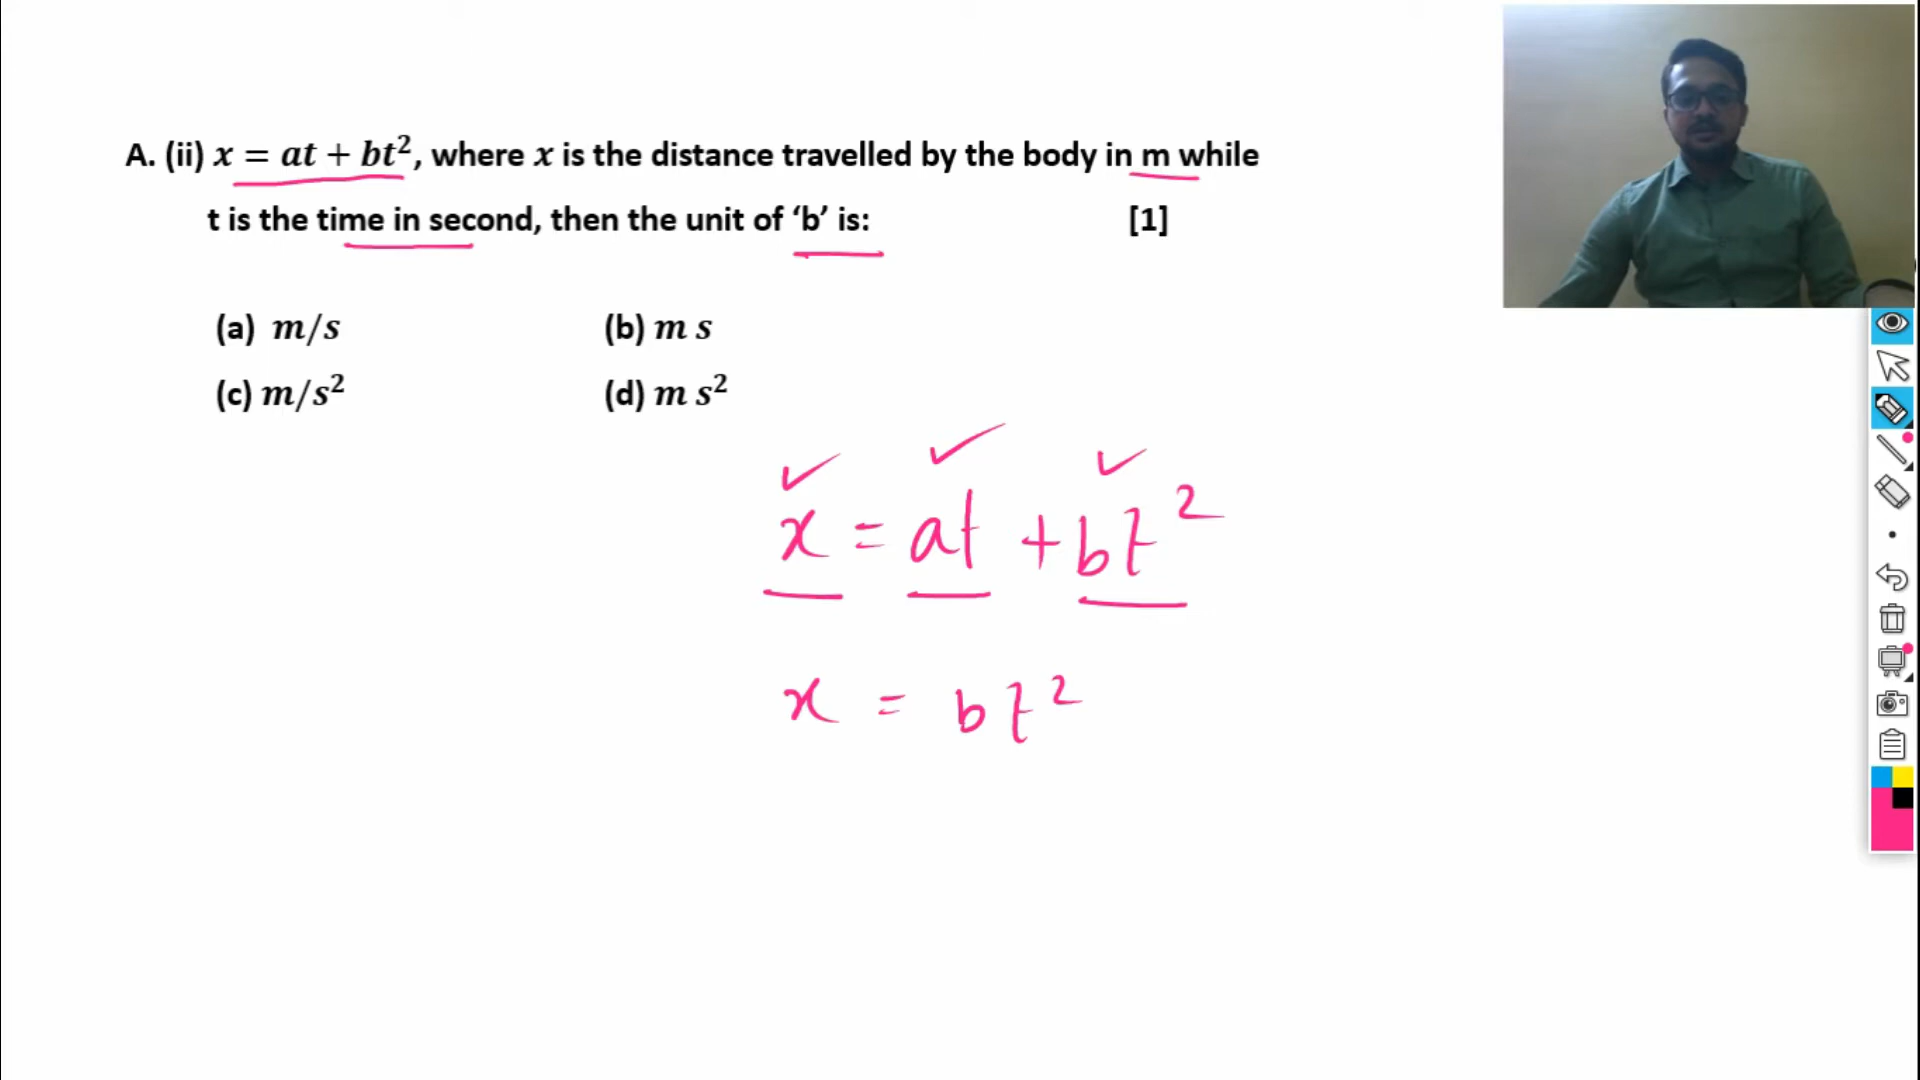 A. (ii) x = at + bt², where x is the distance travelled by the body in m while
t is the time in second, then the unit of ‘b’ is: [1]
(a) m/s (b) m s
(c) m/s² (d) m s²
x = at + bt²
x = bt²